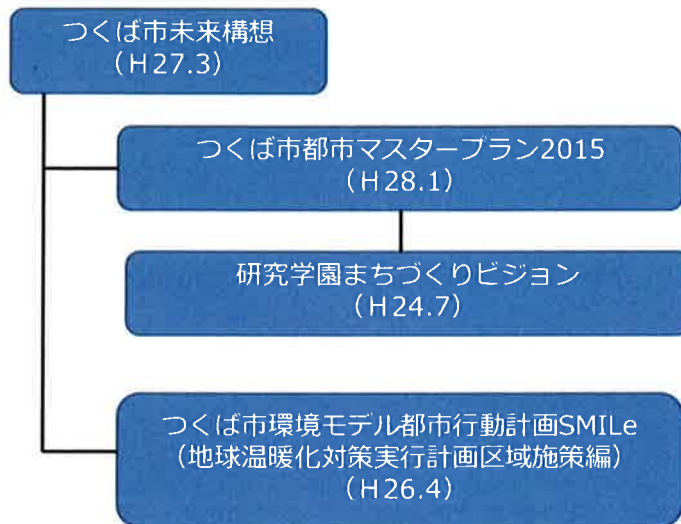 つくば市未来構想
(H27.3)
つくば市都市マスタープラン2015
(H28.1)
研究学園まちづくりビジョン
(H24.7)
つくば市環境モデル都市行動計画SMILe
(地球温暖化対策実行計画区域施策編)
(H26.4)